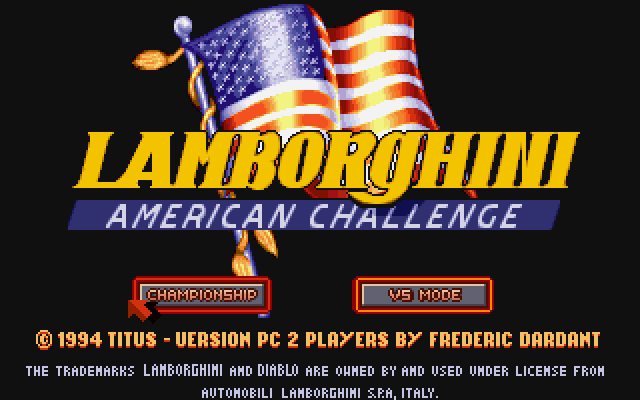 LAMBORGHINI
AMERICAN CHALLENGE
CHAMPIONSHIP VS MODE
© 1994 TITUS - VERSION PC 2 PLAYERS BY FREDERIC DARDANT
THE TRADEMARKS LAMBORGHINI AND DIABLO ARE OWNED BY AND USED UNDER LICENSE FROM
AUTOMOBILI LAMBORGHINI S.P.A, ITALY.